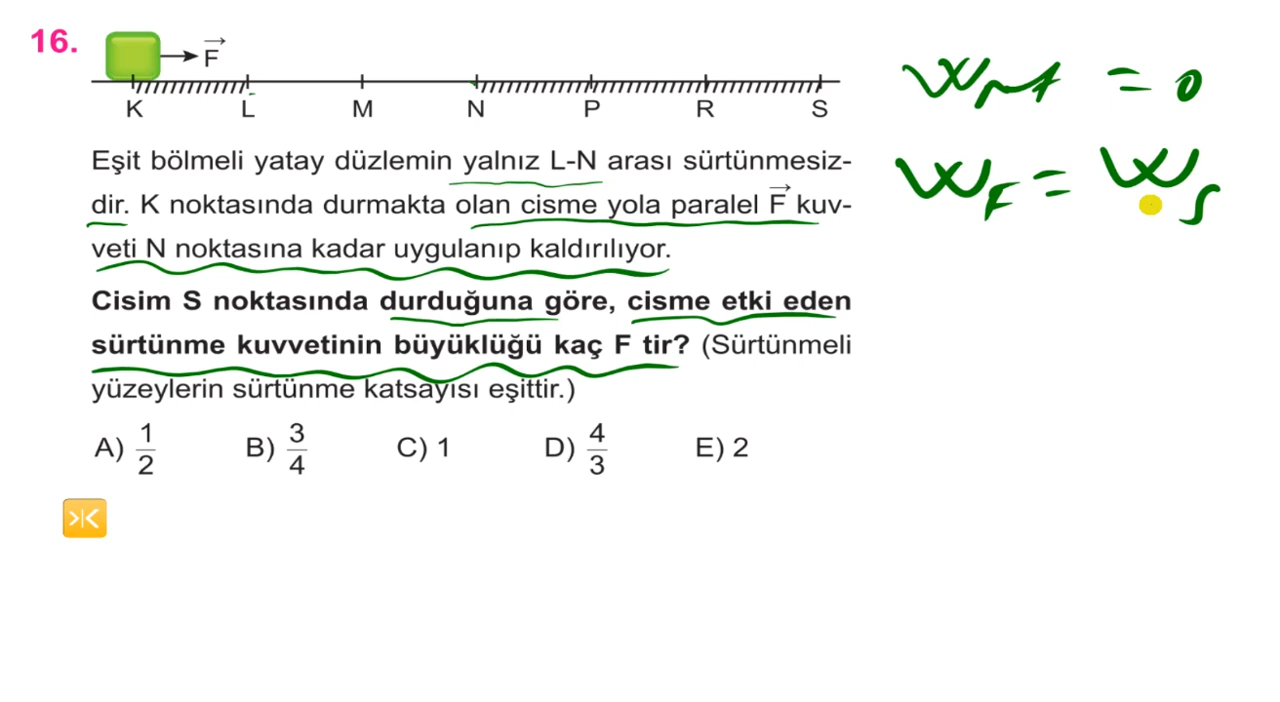 16.
F
K L M N P R S
Eşit bölmeli yatay düzlemin yalnız L-N arası sürtünmesiz-
dir. K noktasında durmakta olan cisme yola paralel F kuv-
veti N noktasına kadar uygulanıp kaldırılıyor.
Cisim S noktasında durduğuna göre, cisme etki eden
sürtünme kuvvetinin büyüklüğü kaç F tir? (Sürtünmeli
yüzeylerin sürtünme katsayısı eşittir.)
A) 1/2 B) 3/4 C) 1 D) 4/3 E) 2
= 0
W_F = W_S